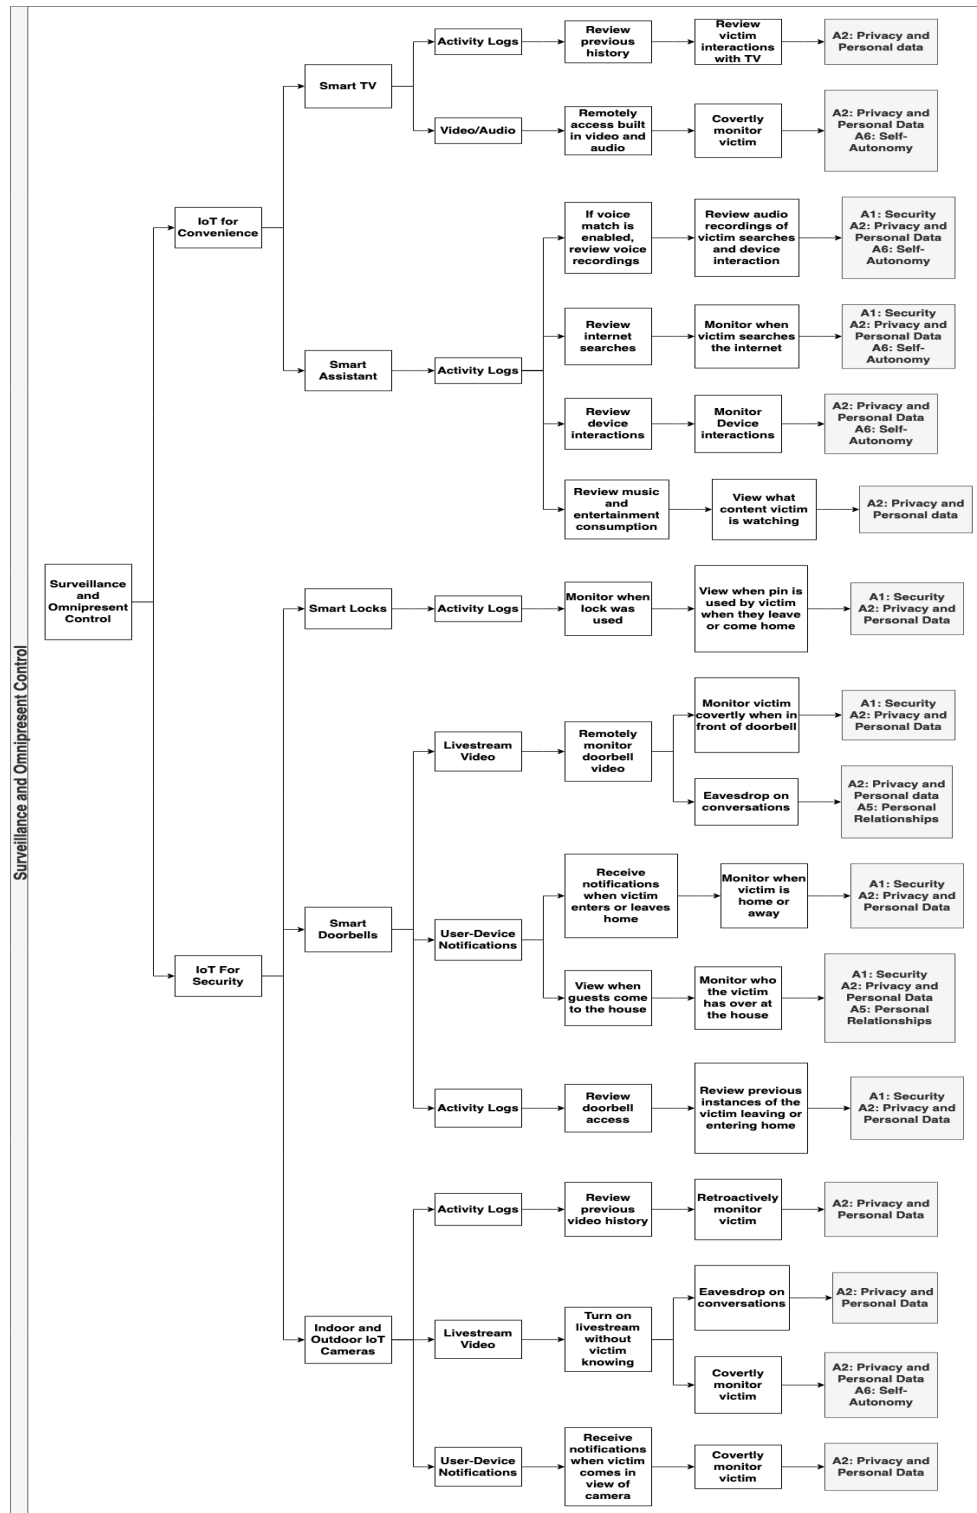 Surveillance and Omnipresent Control
Surveillance
and
Omnipresent
Control
IoT for
Convenience
Smart TV
Activity Logs
Review
previous
history
Review
victim
interactions
with TV
A2: Privacy and
Personal data
Video/Audio
Remotely
access built
in video and
audio
Covertly
monitor
victim
A2: Privacy and
Personal Data
A6: Self-
Autonomy
Smart
Assistant
Activity Logs
If voice
match is
enabled,
review voice
recordings
Review audio
recordings of
victim searches
and device
interaction
A1: Security
A2: Privacy and
Personal Data
A6: Self-
Autonomy
Review
internet
searches
Monitor when
victim searches
the internet
A1: Security
A2: Privacy and
Personal Data
A6: Self-
Autonomy
Review
device
interactions
Monitor
Device
interactions
A2: Privacy and
Personal Data
A6: Self-
Autonomy
Review music
and
entertainment
consumption
View what
content victim
is watching
A2: Privacy and
Personal data
IoT For
Security
Smart Locks
Activity Logs
Monitor when
lock was
used
View when pin is
used by victim
when they leave
or come home
A1: Security
A2: Privacy and
Personal Data
Smart
Doorbells
Livestream
Video
Remotely
monitor
doorbell
video
Monitor victim
covertly when in
front of doorbell
A1: Security
A2: Privacy and
Personal Data
Eavesdrop on
conversations
A2: Privacy and
Personal data
A5: Personal
Relationships
User-Device
Notifications
Receive
notifications
when victim
enters or leaves
home
Monitor when
victim is
home or
away
A1: Security
A2: Privacy and
Personal Data
View when
guests come
to the house
Monitor who
the victim
has over at
the house
A1: Security
A2: Privacy and
Personal Data
A5: Personal
Relationships
Activity Logs
Review
doorbell
access
Review previous
instances of the
victim leaving or
entering home
A1: Security
A2: Privacy and
Personal Data
Indoor and
Outdoor IoT
Cameras
Activity Logs
Review
previous
video history
Retroactively
monitor
victim
A2: Privacy and
Personal Data
Livestream
Video
Turn on
livestream
without
victim
knowing
Eavesdrop on
conversations
A2: Privacy and
Personal Data
Covertly
monitor
victim
A2: Privacy and
Personal Data
A6: Self-
Autonomy
User-Device
Notifications
Receive
notifications
when victim
comes in
view of
camera
Covertly
monitor
victim
A2: Privacy and
Personal Data